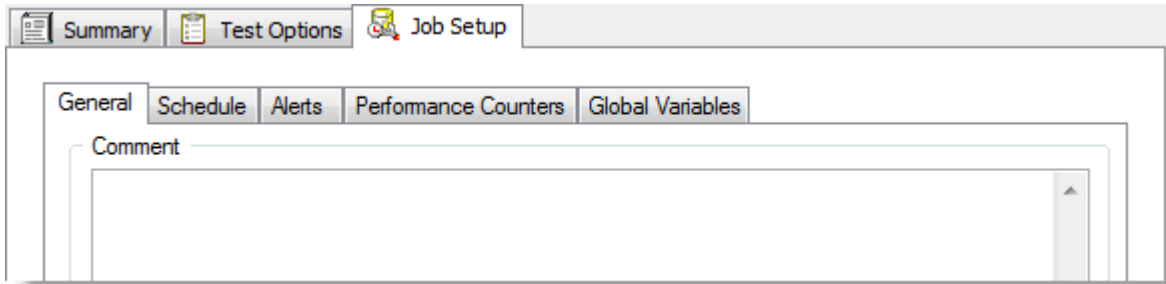 Summary Test Options Job Setup
General Schedule Alerts Performance Counters Global Variables
Comment